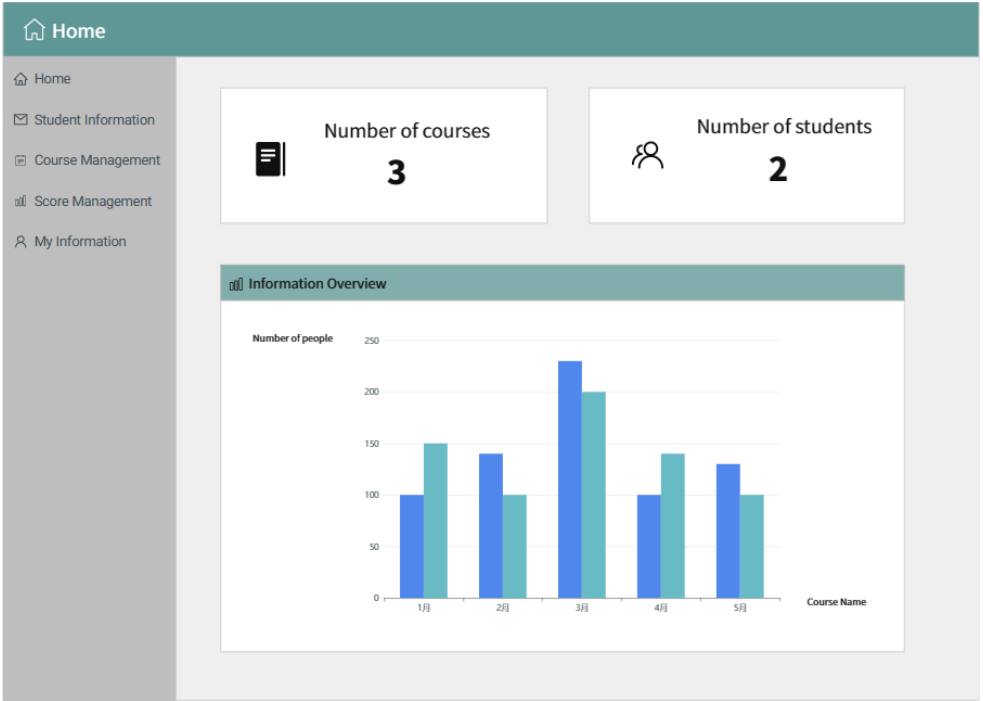 Home
Home
Student Information
Course Management
Score Management
My Information
Number of courses
3
Number of students
2
Information Overview
Number of people
250
200
150
100
50
0
1月
2月
3月
4月
5月
Course Name